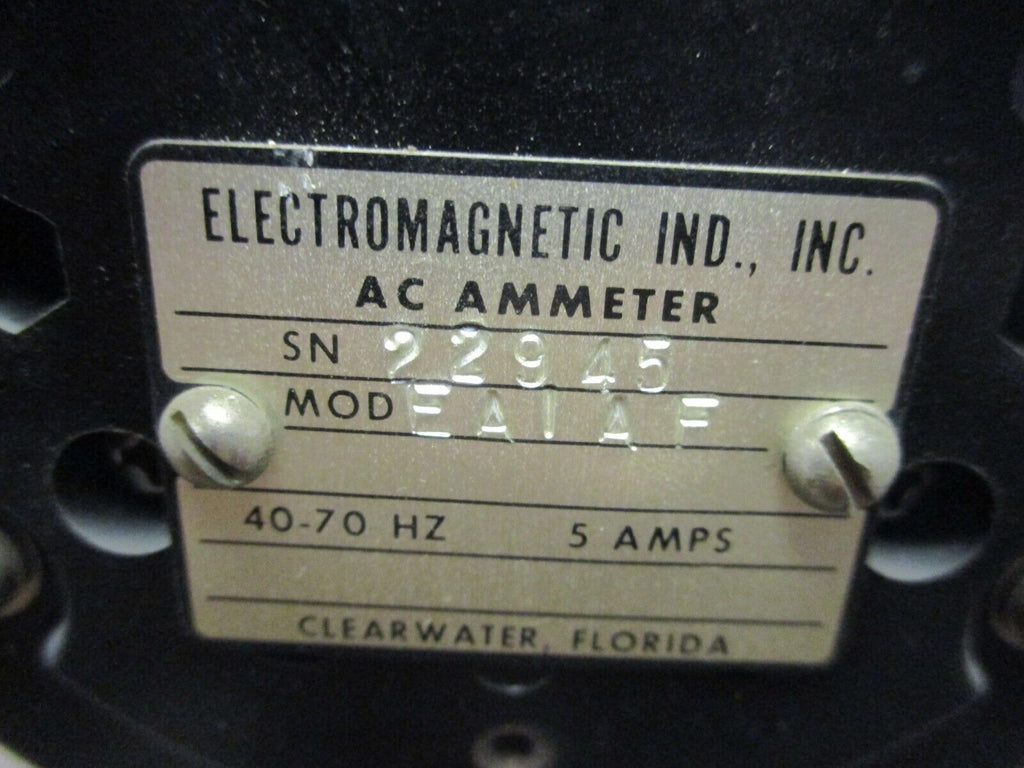 ELECTROMAGNETIC IND., INC.
AC AMMETER
SN 22945
MOD EA1AF
40-70 HZ 5 AMPS
CLEARWATER, FLORIDA